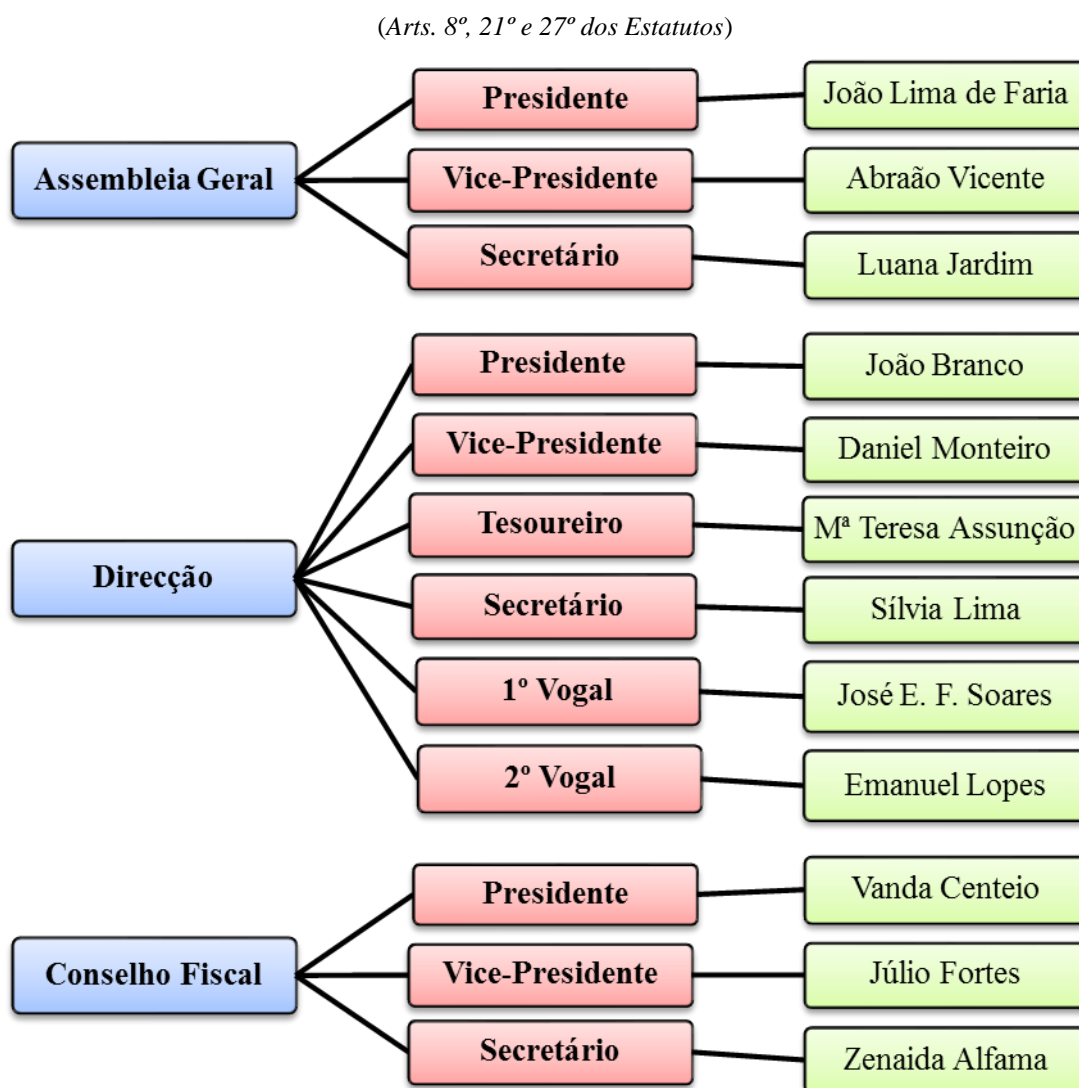 (Arts. 8º, 21º e 27º dos Estatutos)
Assembleia Geral
Presidente
João Lima de Faria
Vice-Presidente
Abraão Vicente
Secretário
Luana Jardim
Direcção
Presidente
João Branco
Vice-Presidente
Daniel Monteiro
Tesoureiro
Mª Teresa Assunção
Secretário
Sílvia Lima
1º Vogal
José E. F. Soares
2º Vogal
Emanuel Lopes
Conselho Fiscal
Presidente
Vanda Centeio
Vice-Presidente
Júlio Fortes
Secretário
Zenaida Alfama